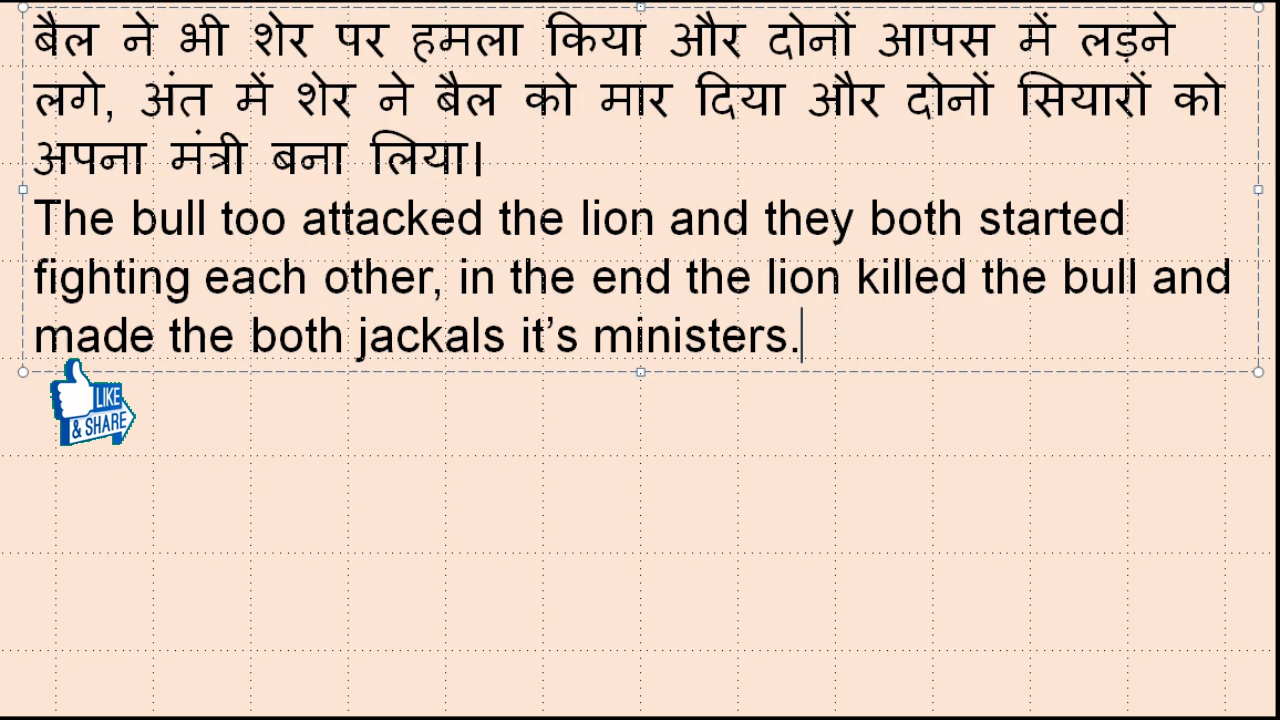 बैल ने भी शेर पर हमला किया और दोनों आपस में लड़ने
लगे, अंत में शेर ने बैल को मार दिया और दोनों सियारों को
अपना मंत्री बना लिया।
The bull too attacked the lion and they both started
fighting each other, in the end the lion killed the bull and
made the both jackals it’s ministers.
LIKE
& SHARE